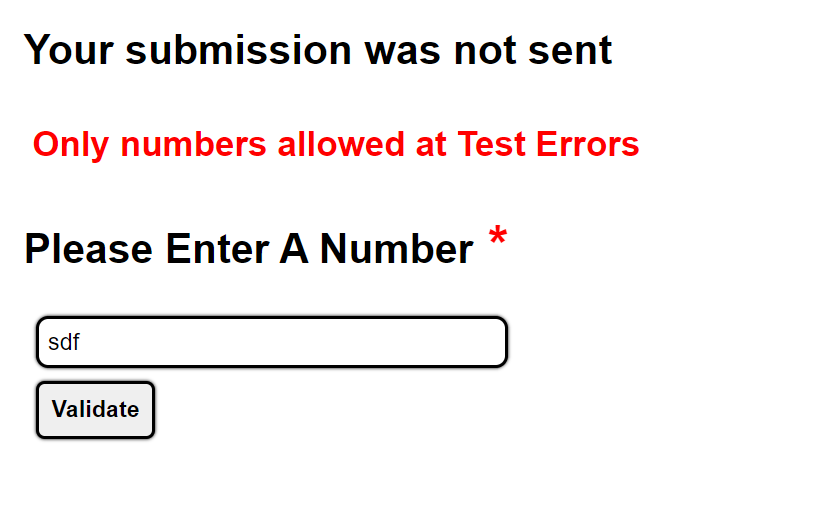 Your submission was not sent
Only numbers allowed at Test Errors
Please Enter A Number *
sdf
Validate